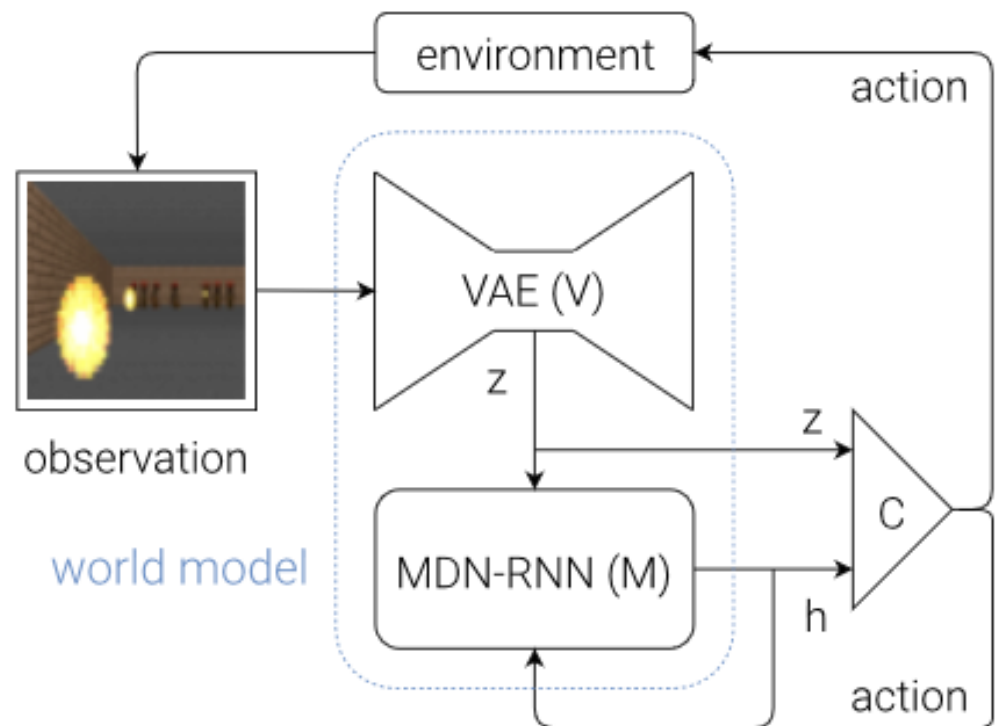 environment
action
VAE (V)
z
z
observation
C
world model
MDN-RNN (M)
h
action